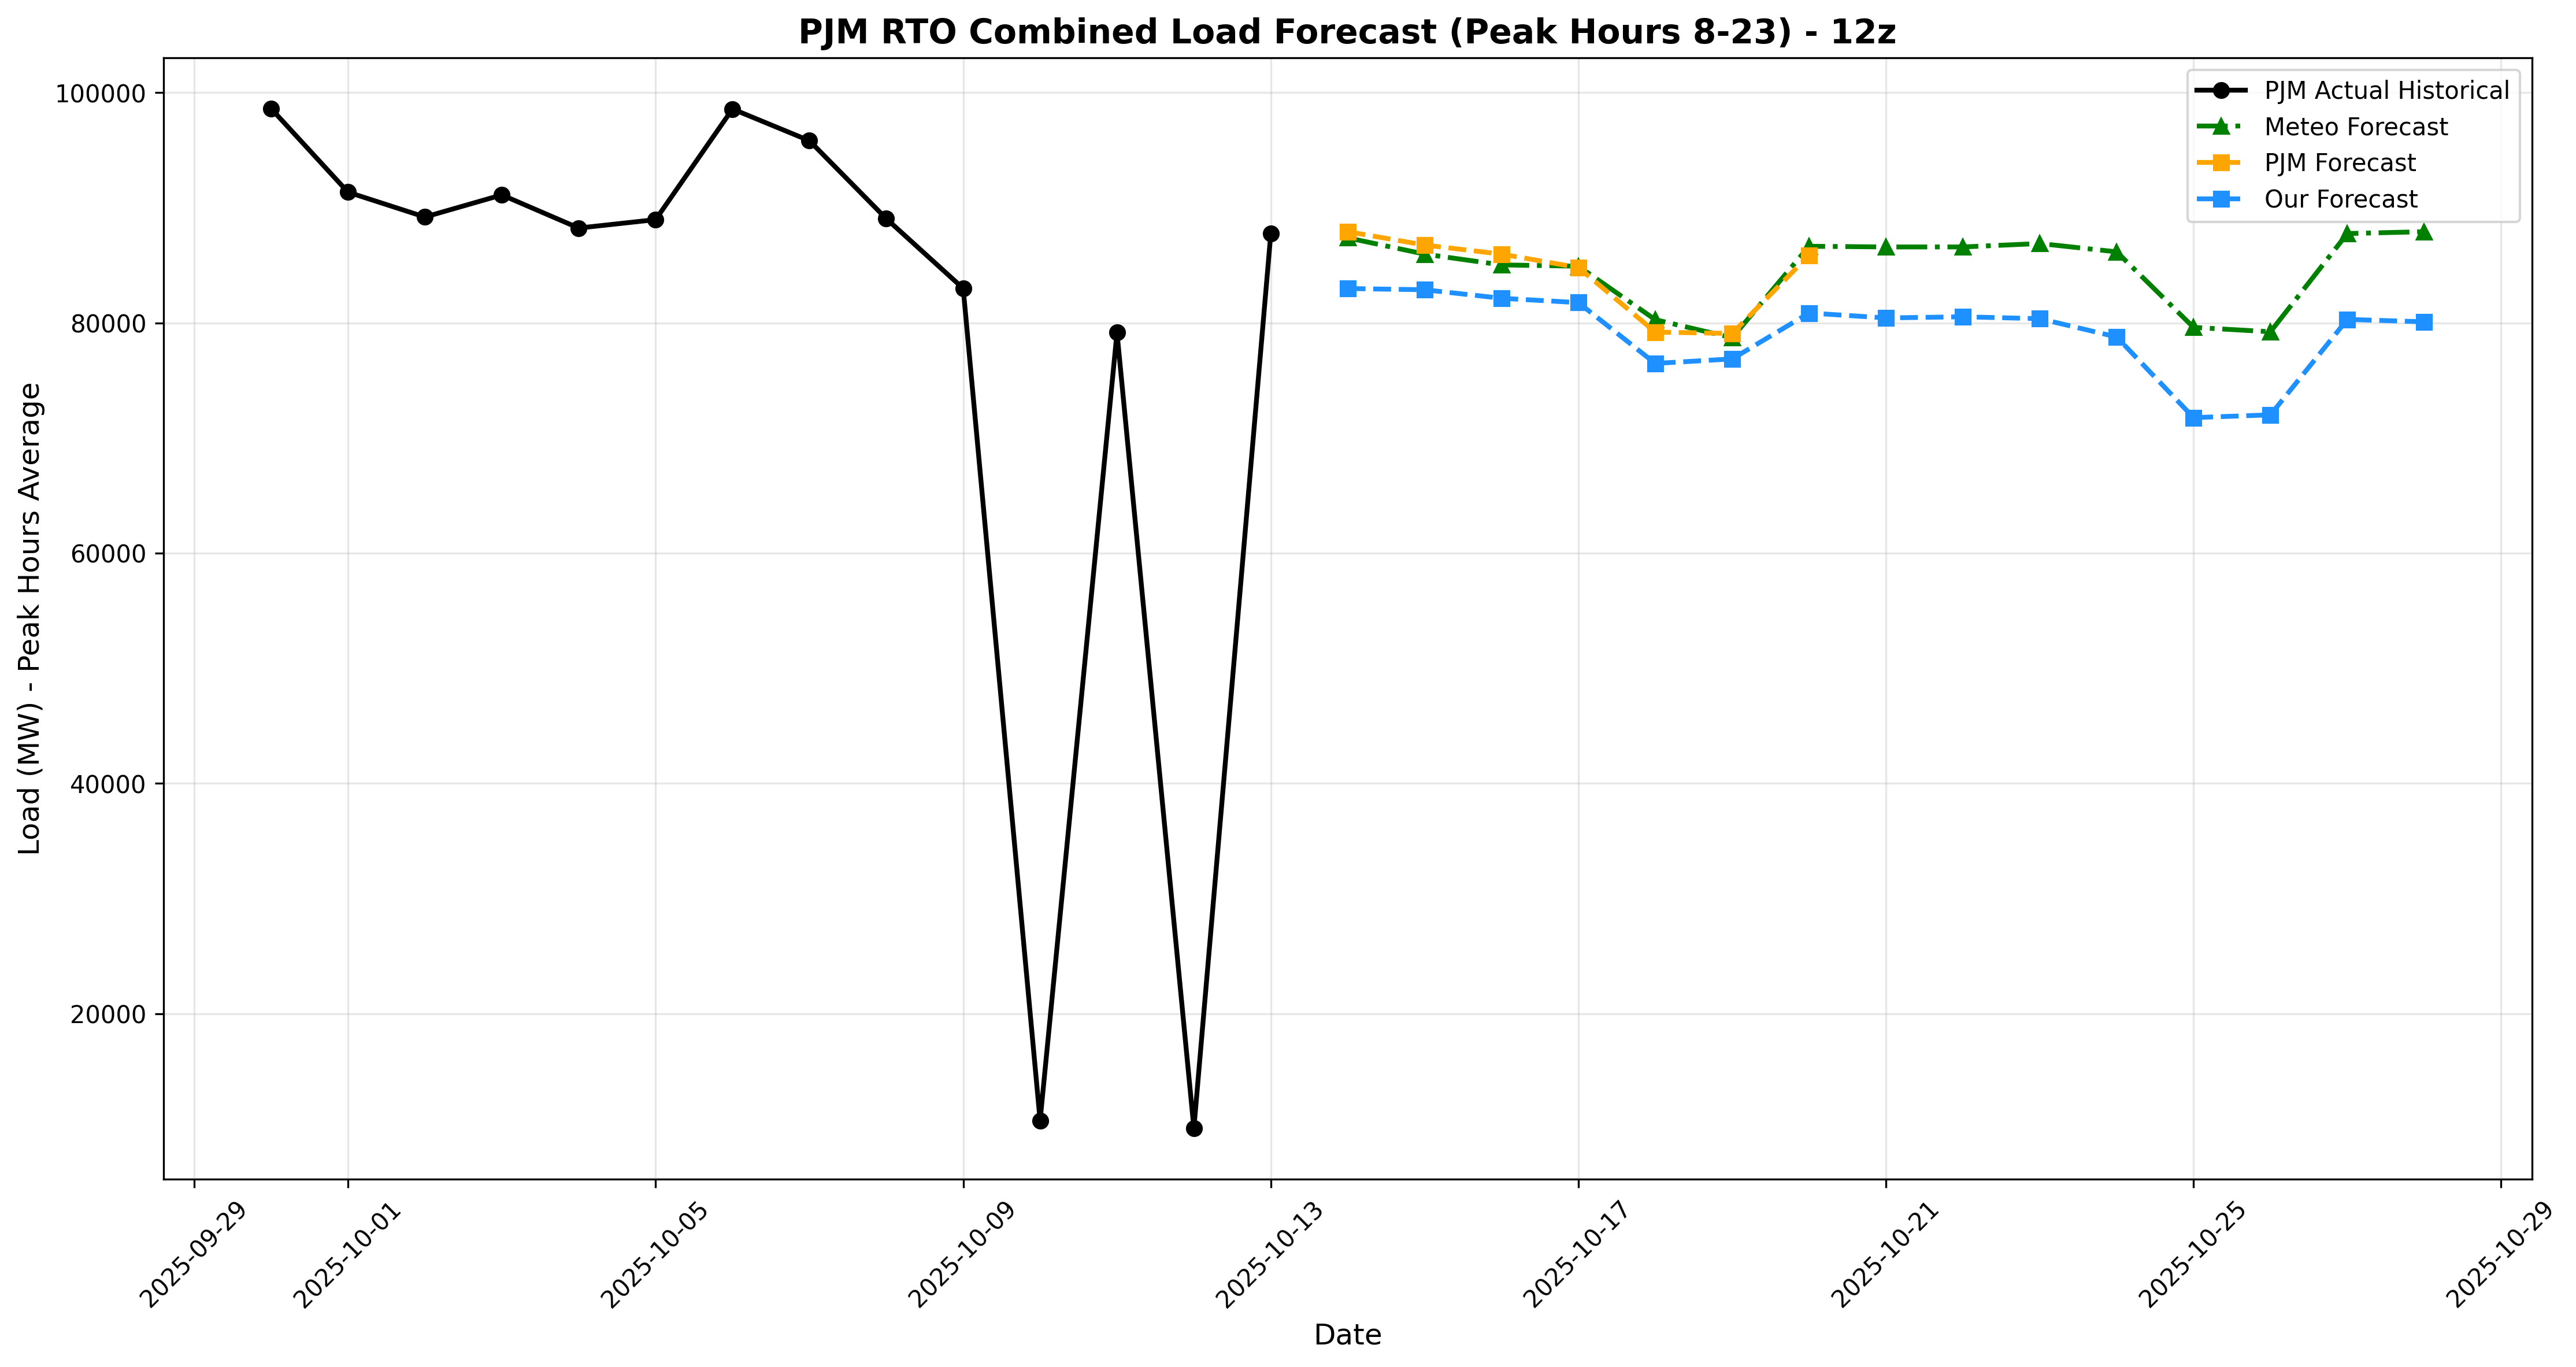 PJM RTO Combined Load Forecast (Peak Hours 8-23) - 12z
PJM Actual Historical
Meteo Forecast
PJM Forecast
Our Forecast
Load (MW) - Peak Hours Average
100000
80000
60000
40000
20000
2025-09-29
2025-10-01
2025-10-05
2025-10-09
2025-10-13
2025-10-17
2025-10-21
2025-10-25
2025-10-29
Date